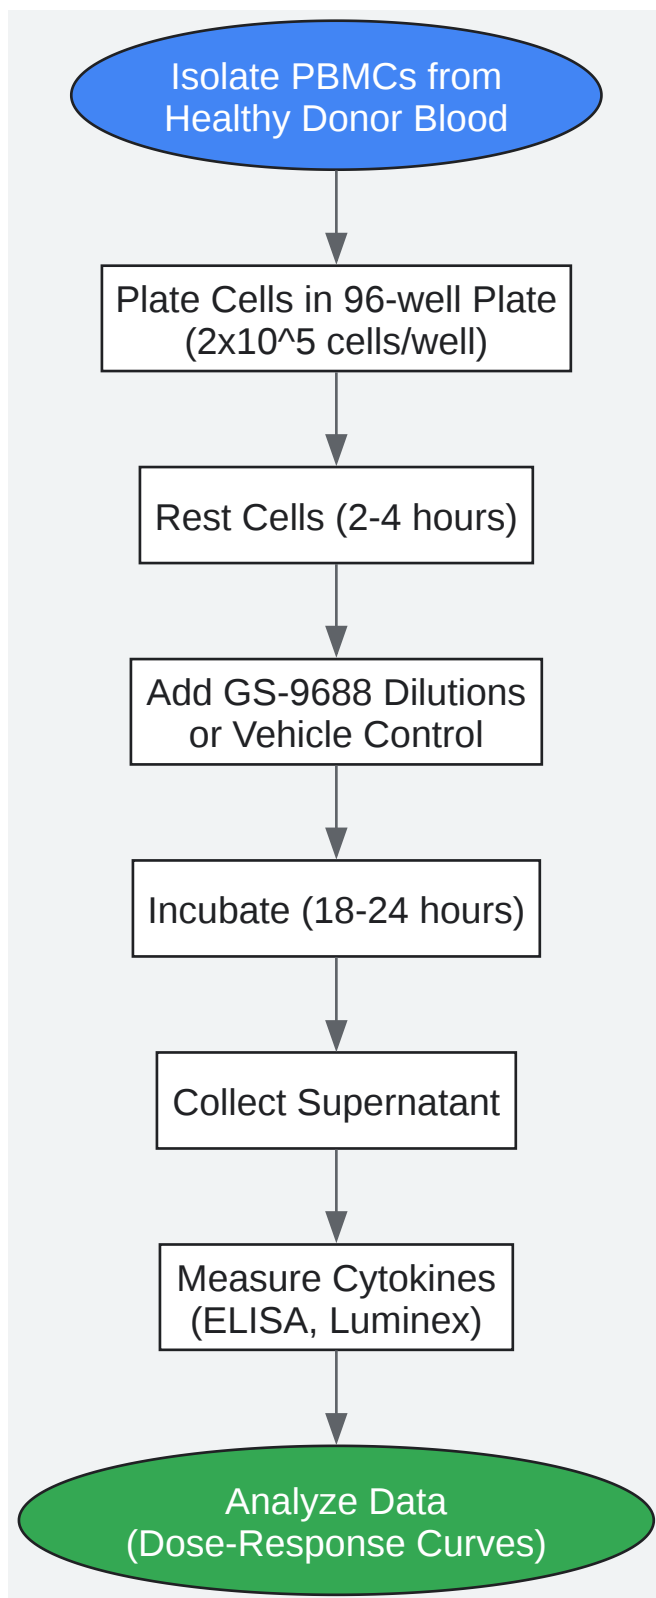 Isolate PBMCs from
Healthy Donor Blood
Plate Cells in 96-well Plate
(2x10^5 cells/well)
Rest Cells (2-4 hours)
Add GS-9688 Dilutions
or Vehicle Control
Incubate (18-24 hours)
Collect Supernatant
Measure Cytokines
(ELISA, Luminex)
Analyze Data
(Dose-Response Curves)